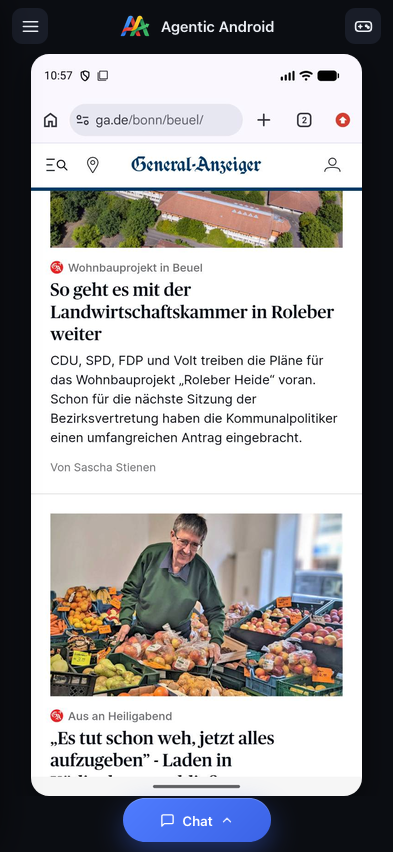 Agentic Android
10:57
ga.de/bonn/beuel/
2
General-Anzeiger
Wohnbauprojekt in Beuel
So geht es mit der
Landwirtschaftskammer in Roleber
weiter
CDU, SPD, FDP und Volt treiben die Pläne für
das Wohnbauprojekt „Roleber Heide“ voran.
Schon für die nächste Sitzung der
Bezirksvertretung haben die Kommunalpolitiker
einen umfangreichen Antrag eingebracht.
Von Sascha Stienen
Aus an Heiligabend
„Es tut schon weh, jetzt alles
aufzugeben” - Laden in
Chat